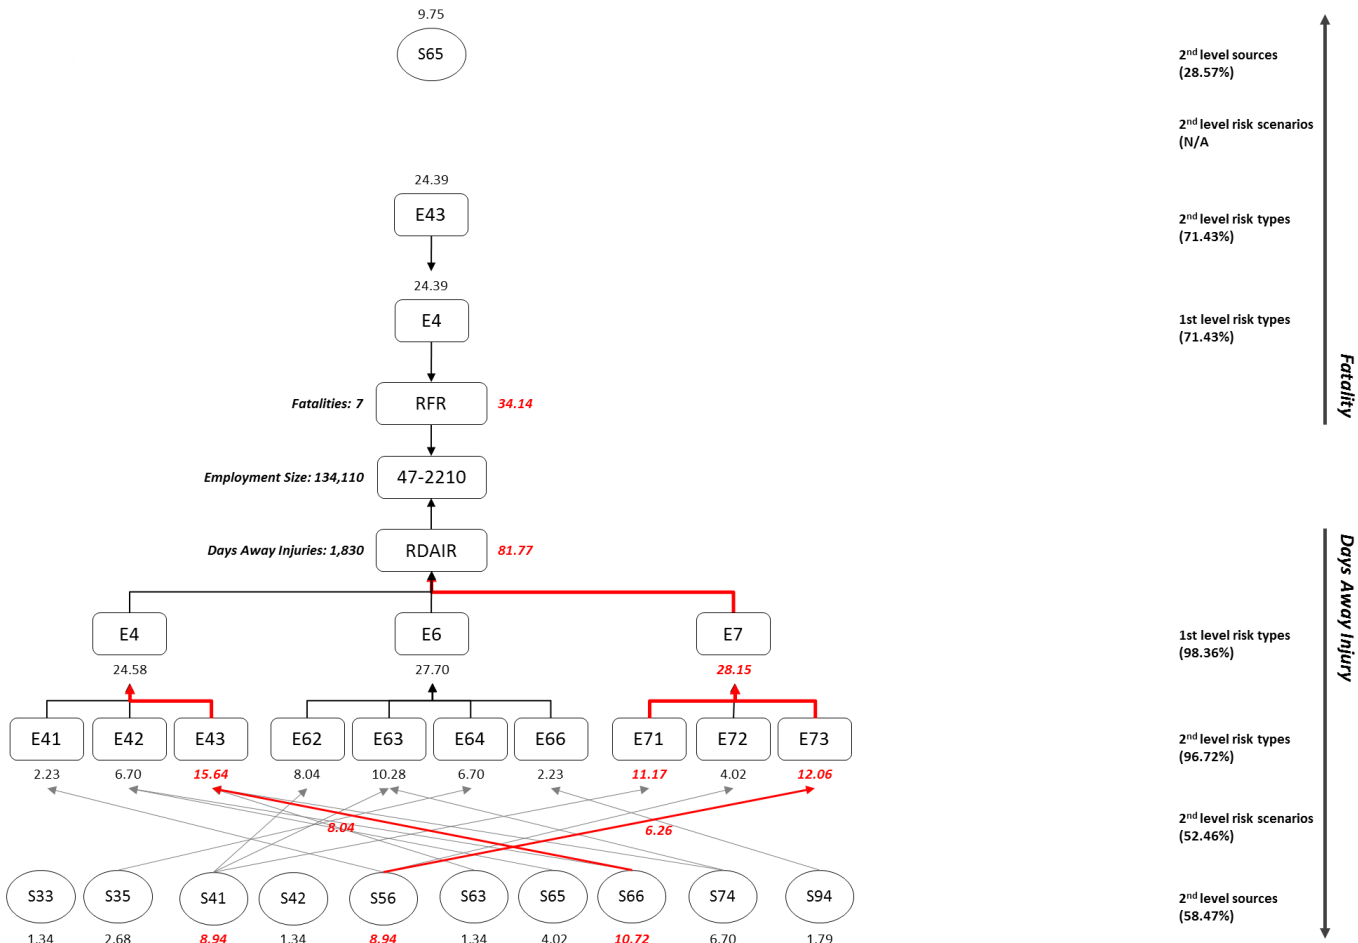 9.75
S65
2nd level sources
(28.57%)
2nd level risk scenarios
(N/A
24.39
E43
2nd level risk types
(71.43%)
24.39
E4
1st level risk types
(71.43%)
Fatality
Fatalities: 7
RFR
34.14
Employment Size: 134,110
47-2210
Days Away Injuries: 1,830
RDAIR
81.77
Days Away Injury
E4
E6
E7
1st level risk types
(98.36%)
24.58
27.70
28.15
E41
E42
E43
E62
E63
E64
E66
E71
E72
E73
2nd level risk types
(96.72%)
2.23
6.70
15.64
8.04
10.28
6.70
2.23
11.17
4.02
12.06
8.04
6.26
2nd level risk scenarios
(52.46%)
S33
S35
S41
S42
S56
S63
S65
S66
S74
S94
2nd level sources
(58.47%)
1.34
2.68
8.94
1.34
8.94
1.34
4.02
10.72
6.70
1.79